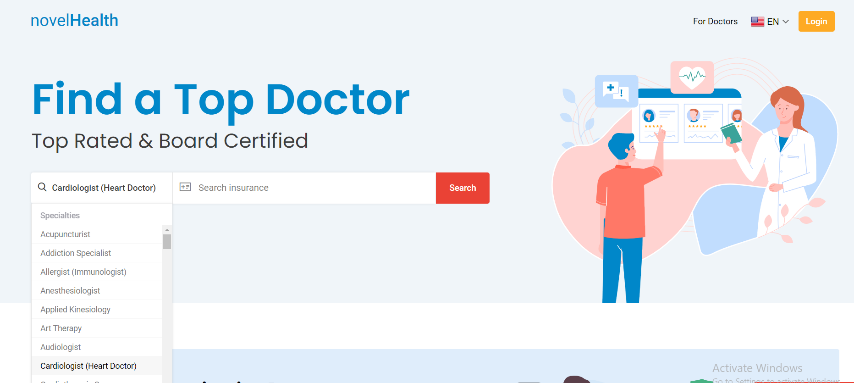 novelHealth
For Doctors
EN
Login
Find a Top Doctor
Top Rated & Board Certified
Cardiologist (Heart Doctor)
Search insurance
Search
Specialties
Acupuncturist
Addiction Specialist
Allergist (Immunologist)
Anesthesiologist
Applied Kinesiology
Art Therapy
Audiologist
Cardiologist (Heart Doctor)
Activate Windows
Go to Settings to activate Windows.